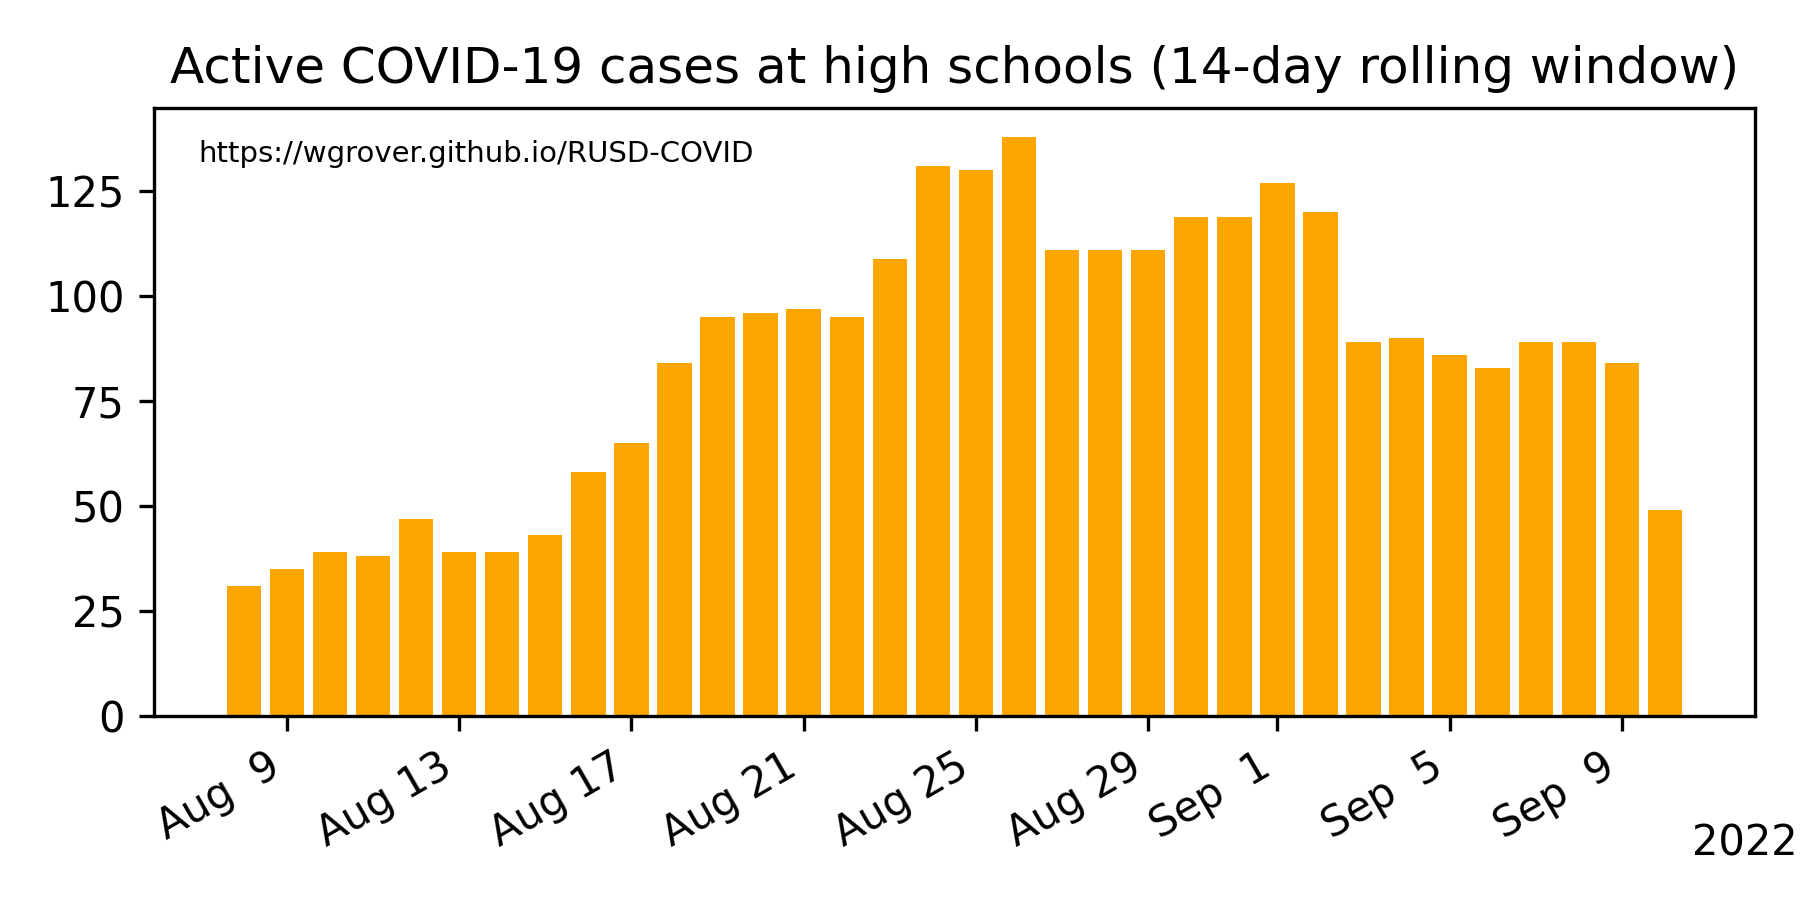 Active COVID-19 cases at high schools (14-day rolling window)
https://wgrover.github.io/RUSD-COVID
125
100
75
50
25
0
Aug 9
Aug 13
Aug 17
Aug 21
Aug 25
Aug 29
Sep 1
Sep 5
Sep 9
2022